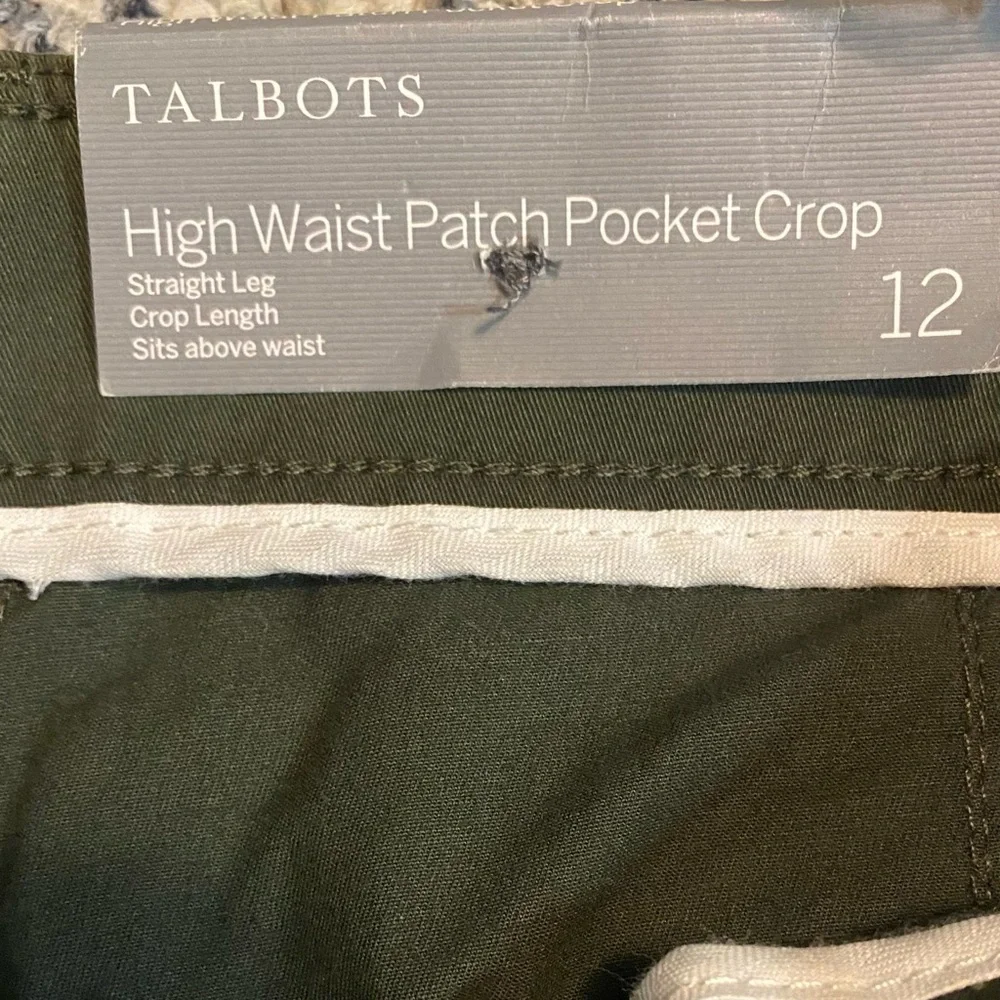 TALBOTS
High Waist Patch Pocket Crop
Straight Leg
Crop Length
Sits above waist
12